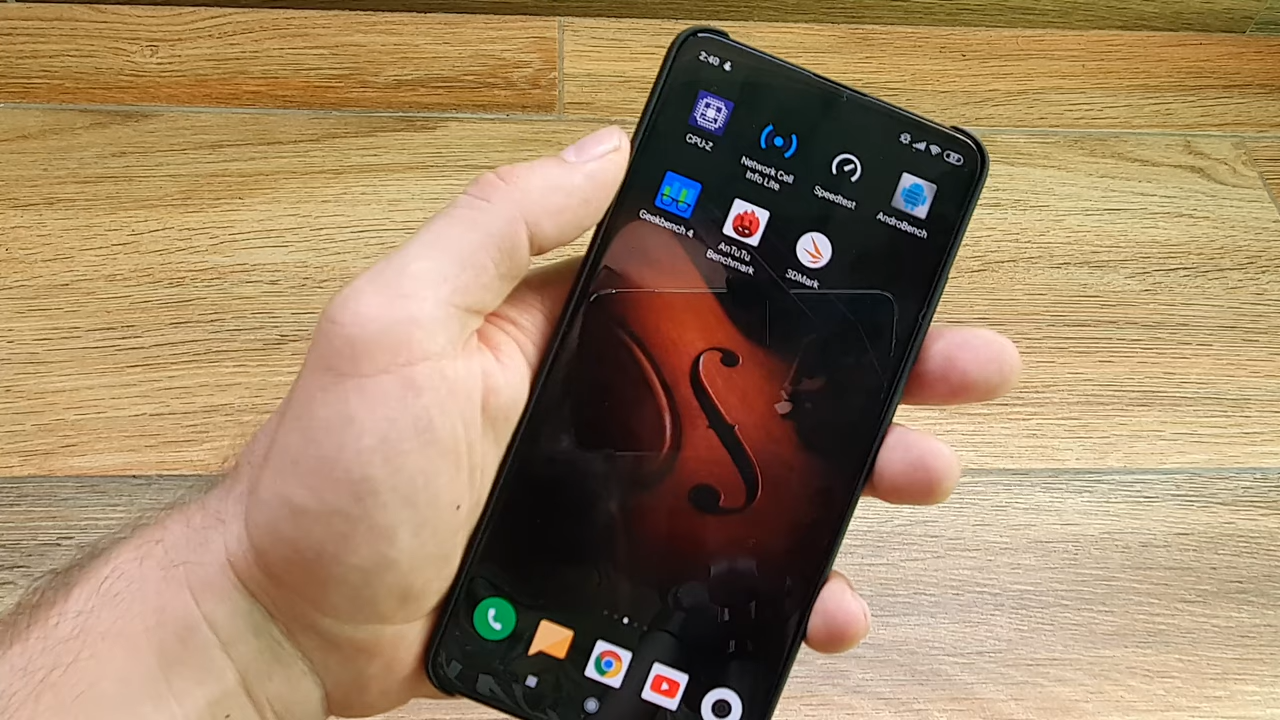 2:40
CPU-Z
Network Cell
Info Lite
Speedtest
AndroBench
Geekbench 4
AnTuTu
Benchmark
3DMark